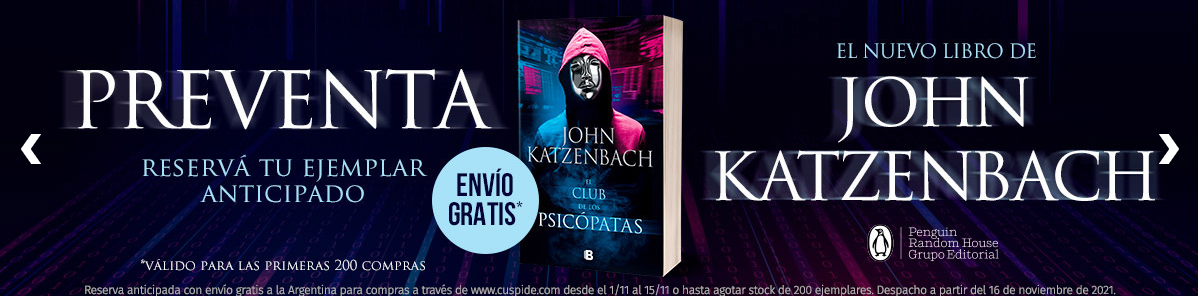 PREVENTA
RESERVÁ TU EJEMPLAR
ANTICIPADO
*VÁLIDO PARA LAS PRIMERAS 200 COMPRAS
ENVÍO
GRATIS*
JOHN
KATZENBACH
EL
CLUB
DE LOS
PSICÓPATAS
B
EL NUEVO LIBRO DE
JOHN
KATZENBACH
Penguin
Random House
Grupo Editorial
Reserva anticipada con envío gratis a la Argentina para compras a través de www.cuspide.com desde el 1/11 al 15/11 o hasta agotar stock de 200 ejemplares. Despacho a partir del 16 de noviembre de 2021.